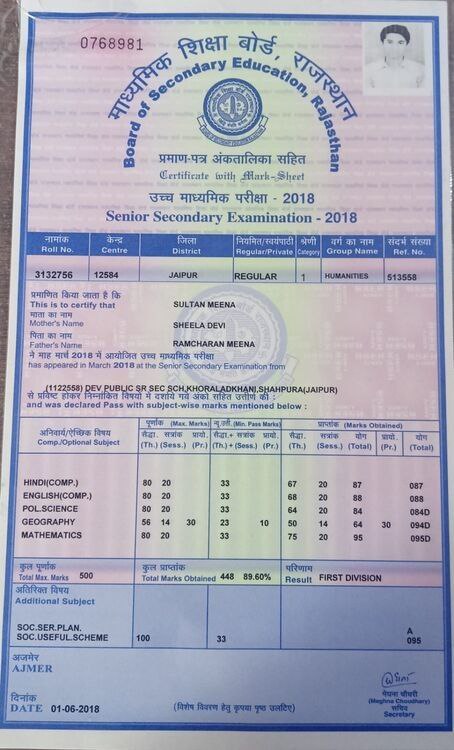 0768981
माध्यमिक शिक्षा बोर्ड, राजस्थान
Board of Secondary Education, Rajasthan
प्रमाण-पत्र अंकतालिका सहित
Certificate with Mark-Sheet
उच्च माध्यमिक परीक्षा - 2018
Senior Secondary Examination - 2018
नामांक केन्द्र जिला नियमित/स्वयंपाठी श्रेणी वर्ग का नाम संदर्भ संख्या
Roll No. Centre District Regular/Private Category Group Name Ref. No.
3132756 12584 JAIPUR REGULAR 1 HUMANITIES 513558
प्रमाणित किया जाता है कि
This is to certify that SULTAN MEENA
माता का नाम
Mother's Name SHEELA DEVI
पिता का नाम
Father's Name RAMCHARAN MEENA
ने माह मार्च 2018 में आयोजित उच्च माध्यमिक परीक्षा
has appeared in March 2018 at the Senior Secondary Examination from
(1122558) DEV PUBLIC SR SEC SCH,KHORALADKHANI,SHAHPURA(JAIPUR)
से प्रविष्ट होकर निम्नांकित विषयों में दर्शाये गये अंकों सहित उत्तीर्ण की :
and was declared Pass with subject-wise marks mentioned below :
अनिवार्य/ऐच्छिक विषय पूर्णांक (Max. Marks) न्यू.उर्ती. (Min. Pass Marks) प्राप्तांक (Marks Obtained)
Comp./Optional Subject सैद्धा. सत्रांक प्रायो. सैद्धा.+ सत्रांक प्रायो. सैद्धा. सत्रांक योग प्रायो. योग
(Th.) (Sess.) (Pr.) (Th.) + (Sess.) (Pr.) (Th.) (Sess.) (Total) (Pr.) (Total)
HINDI(COMP.) 80 20 33 67 20 87 087
ENGLISH(COMP.) 80 20 33 68 20 88 088
POL.SCIENCE 80 20 33 64 20 84 084D
GEOGRAPHY 56 14 30 23 10 50 14 64 30 094D
MATHEMATICS 80 20 33 75 20 95 095D
कुल पूर्णांक कुल प्राप्तांक परिणाम
Total Max. Marks 500 Total Marks Obtained 448 89.60% Result FIRST DIVISION
अतिरिक्त विषय
Additional Subject
SOC.SER.PLAN. A
SOC.USEFUL.SCHEME 100 33 095
अजमेर
AJMER
दिनांक
DATE 01-06-2018
(विशेष विवरण हेतु कृपया पृष्ठ उलटिए)
मेघना चौधरी
(Meghna Choudhary)
सचिव
Secretary